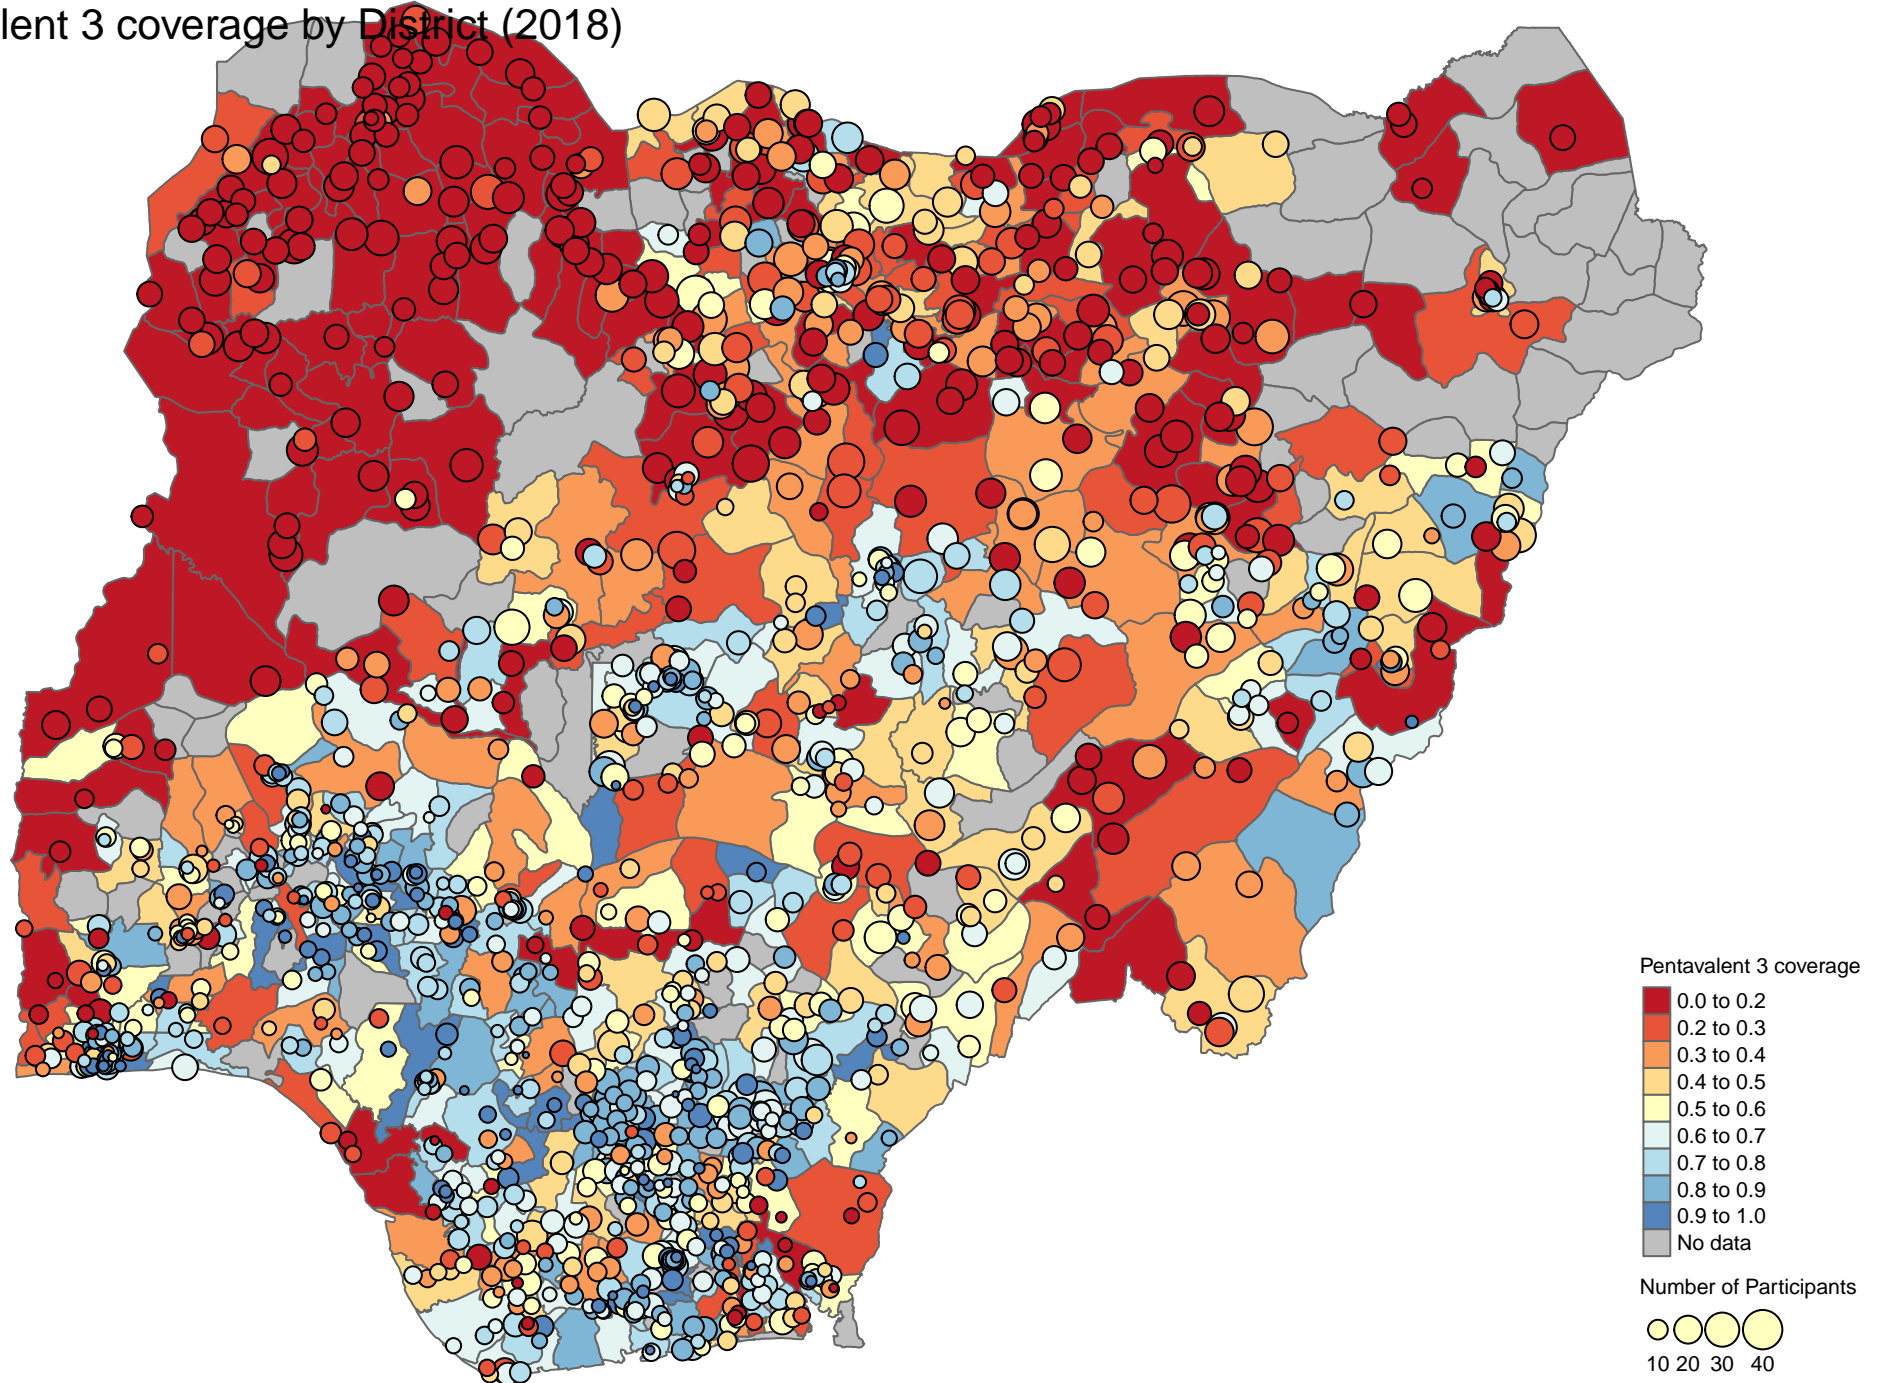 lent 3 coverage by District (2018)
Pentavalent 3 coverage
0.0 to 0.2
0.2 to 0.3
0.3 to 0.4
0.4 to 0.5
0.5 to 0.6
0.6 to 0.7
0.7 to 0.8
0.8 to 0.9
0.9 to 1.0
No data
Number of Participants
10 20 30 40